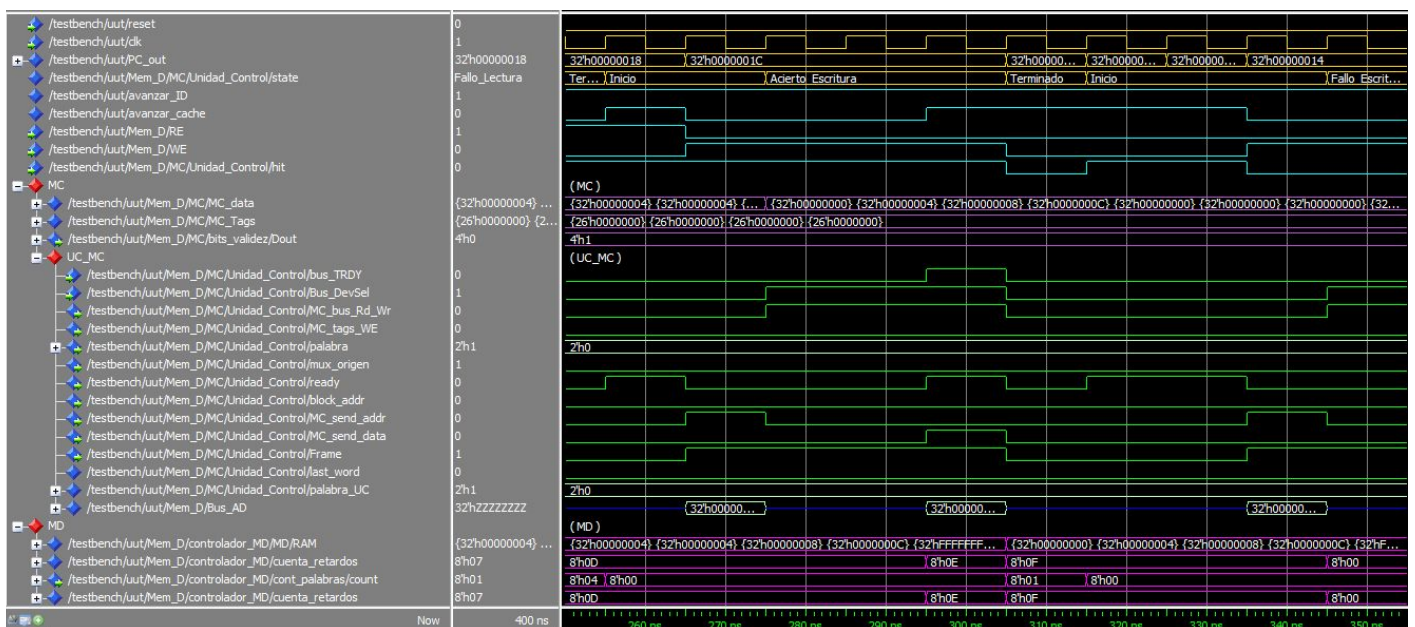 /testbench/uut/reset 0
/testbench/uut/clk 1
/testbench/uut/PC_out 32'h00000018 32'h00000018 32'h0000001C 32'h00000... 32'h00000... 32'h00000... 32'h00000014
/testbench/uut/Mem_D/MC/Unidad_Control/state Fallo_Lectura Ter... Inicio Acierto_Escritura Terminado Inicio Fallo_Escrit...
/testbench/uut/avanzar_ID 1
/testbench/uut/avanzar_cache 0
/testbench/uut/Mem_D/RE 1
/testbench/uut/Mem_D/WE 0
/testbench/uut/Mem_D/MC/Unidad_Control/hit 0
MC (MC)
/testbench/uut/Mem_D/MC/MC_data {32'h00000004} ... {32'h00000004} {32'h00000004} {... {32'h00000000} {32'h00000004} {32'h00000008} {32'h0000000C} {32'h00000000} {32'h00000000} {32'h00000000} {32...
/testbench/uut/Mem_D/MC/MC_Tags {26'h0000000} {2... {26'h0000000} {26'h0000000} {26'h0000000} {26'h0000000}
/testbench/uut/Mem_D/MC/bits_validez/Dout 4'h0 4'h1
UC_MC (UC_MC)
/testbench/uut/Mem_D/MC/Unidad_Control/bus_TRDY 0
/testbench/uut/Mem_D/MC/Unidad_Control/Bus_DevSel 1
/testbench/uut/Mem_D/MC/Unidad_Control/MC_bus_Rd_Wr 0
/testbench/uut/Mem_D/MC/Unidad_Control/MC_tags_WE 0
/testbench/uut/Mem_D/MC/Unidad_Control/palabra 2'h1 2'h0
/testbench/uut/Mem_D/MC/Unidad_Control/mux_origen 1
/testbench/uut/Mem_D/MC/Unidad_Control/ready 0
/testbench/uut/Mem_D/MC/Unidad_Control/block_addr 0
/testbench/uut/Mem_D/MC/Unidad_Control/MC_send_addr 0
/testbench/uut/Mem_D/MC/Unidad_Control/MC_send_data 0
/testbench/uut/Mem_D/MC/Unidad_Control/Frame 1
/testbench/uut/Mem_D/MC/Unidad_Control/last_word 0
/testbench/uut/Mem_D/MC/Unidad_Control/palabra_UC 2'h1 2'h0
/testbench/uut/Mem_D/Bus_AD 32'hZZZZZZZZ 32'h00000... 32'h00000... 32'h00000...
MD (MD)
/testbench/uut/Mem_D/controlador_MD/MD/RAM {32'h00000004} ... {32'h00000004} {32'h00000004} {32'h00000008} {32'h0000000C} {32'hFFFFFFF... {32'h00000000} {32'h00000004} {32'h00000008} {32'h0000000C} {32'hF...
/testbench/uut/Mem_D/controlador_MD/cuenta_retardos 8'h07 8'h0D 8'h0E 8'h0F 8'h00
/testbench/uut/Mem_D/controlador_MD/cont_palabras/count 8'h01 8'h04 8'h00 8'h01 8'h00
/testbench/uut/Mem_D/controlador_MD/cuenta_retardos 8'h07 8'h0D 8'h0E 8'h0F 8'h00
Now 400 ns 260 ns 270 ns 280 ns 290 ns 300 ns 310 ns 320 ns 330 ns 340 ns 350 ns